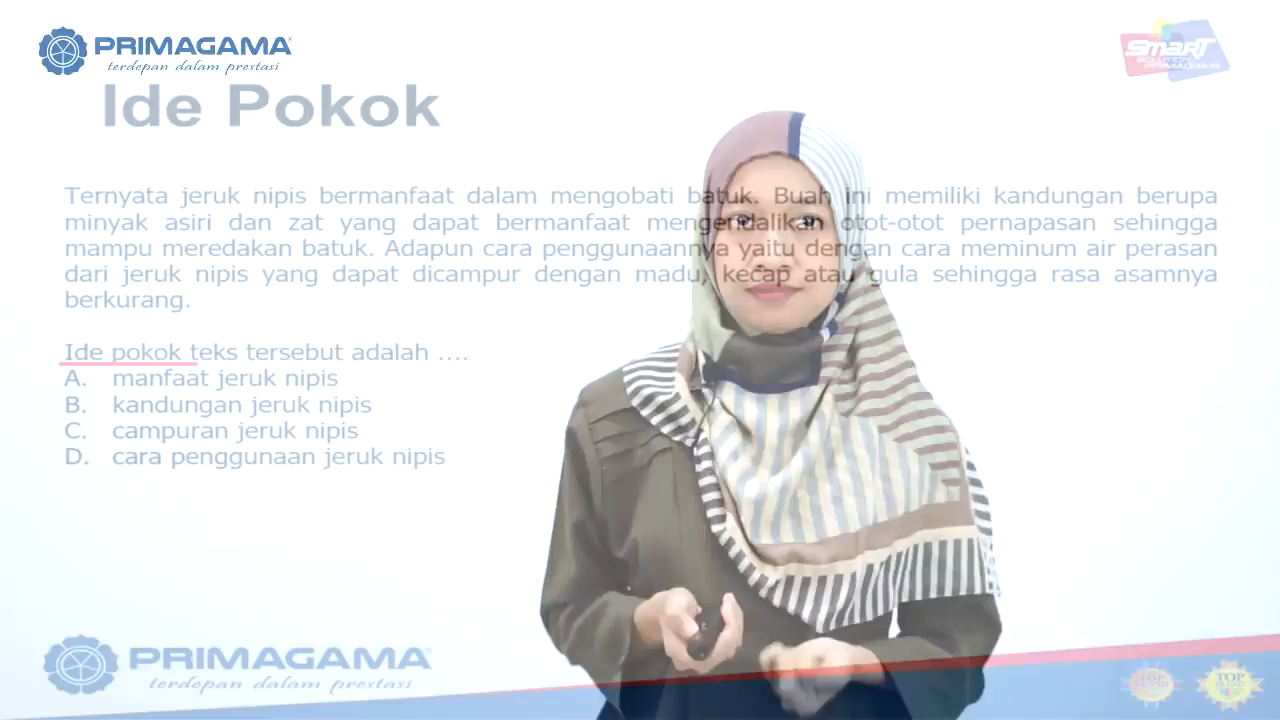 PRIMAGAMA
terdepan dalam prestasi
SMART
Ide Pokok
Ternyata jeruk nipis bermanfaat dalam mengobati batuk. Buah ini memiliki kandungan berupa
minyak asiri dan zat yang dapat bermanfaat mengendalikan otot-otot pernapasan sehingga
mampu meredakan batuk. Adapun cara penggunaannya yaitu dengan cara meminum air perasan
dari jeruk nipis yang dapat dicampur dengan madu, kecap atau gula sehingga rasa asamnya
berkurang.
Ide pokok teks tersebut adalah ....
A. manfaat jeruk nipis
B. kandungan jeruk nipis
C. campuran jeruk nipis
D. cara penggunaan jeruk nipis
PRIMAGAMA
terdepan dalam prestasi
TOP
TOP